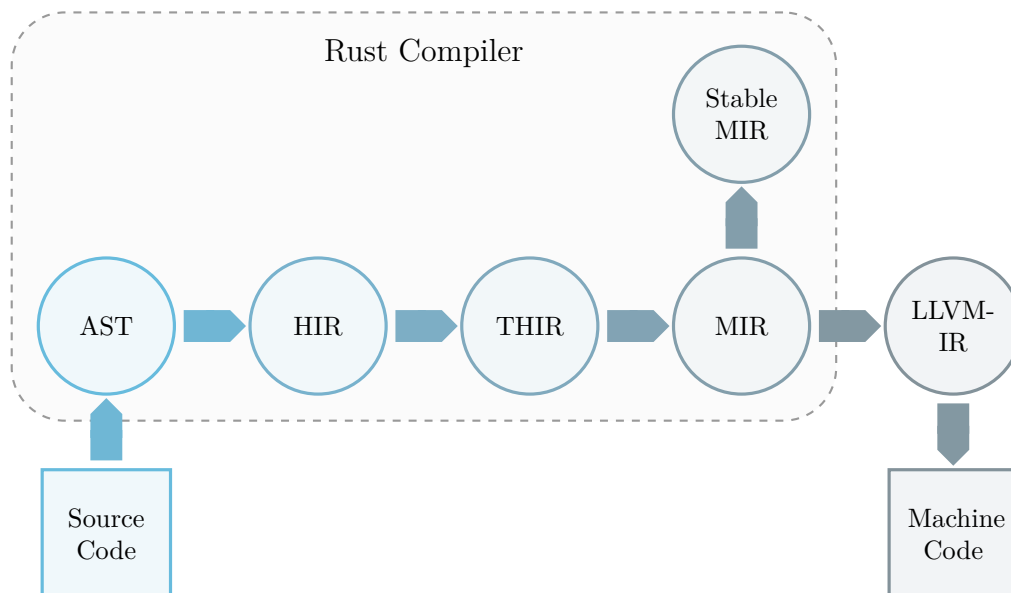 Rust Compiler
Stable
MIR
AST
HIR
THIR
MIR
LLVM-
IR
Source
Code
Machine
Code